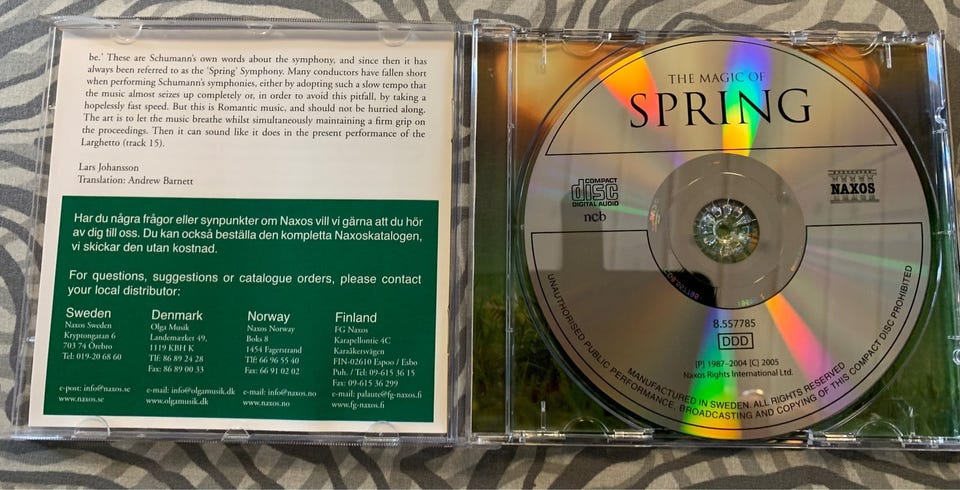 be.' These are Schumann's own words about the symphony, and since then it has
always been referred to as the 'Spring' Symphony. Many conductors have fallen short
when performing Schumann's symphonies, either by adopting such a slow tempo that
the music almost seizes up completely or, in order to avoid this pitfall, by taking a
hopelessly fast speed. But this is Romantic music, and should not be hurried along.
The art is to let the music breathe whilst simultaneously maintaining a firm grip on
the proceedings. Then it can sound like it does in the present performance of the
Larghetto (track 15).
Lars Johansson
Translation: Andrew Barnett
Har du några frågor eller synpunkter om Naxos vill vi gärna att du hör
av dig till oss. Du kan också beställa den kompletta Naxoskatalogen,
vi skickar den utan kostnad.
For questions, suggestions or catalogue orders, please contact
your local distributor:
Sweden
Naxos Sweden
Kryptongatan 6
703 74 Örebro
Tel: 019-20 68 60
e-post: info@naxos.se
www.naxos.se
Denmark
Olga Musik
Landemærket 49,
1119 KBH K
Tlf: 86 89 24 28
Fax: 86 89 00 33
e-mail: info@olgamusik.dk
www.olgamusik.dk
Norway
Naxos Norway
Boks 8
1454 Fagerstrand
Tlf: 66 96 55 40
Fax: 66 91 02 02
e-mail: info@naxos.no
www.naxos.no
Finland
FG Naxos
Karapellontie 4C
Karaåkersvägen
FIN-02610 Espoo / Esbo
Puh. / Tel: 09-615 36 15
Fax: 09-615 36 299
e-mail: palaute@fg-naxos.fi
www.fg-naxos.fi
THE MAGIC OF
SPRING
COMPACT
disc
DIGITAL AUDIO
ncb
NAXOS
8.557785
DDD
[P] 1987–2004 [C] 2005
Naxos Rights International Ltd.
MANUFACTURED IN SWEDEN. ALL RIGHTS RESERVED
UNAUTHORISED PUBLIC PERFORMANCE, BROADCASTING AND COPYING OF THIS COMPACT DISC PROHIBITED